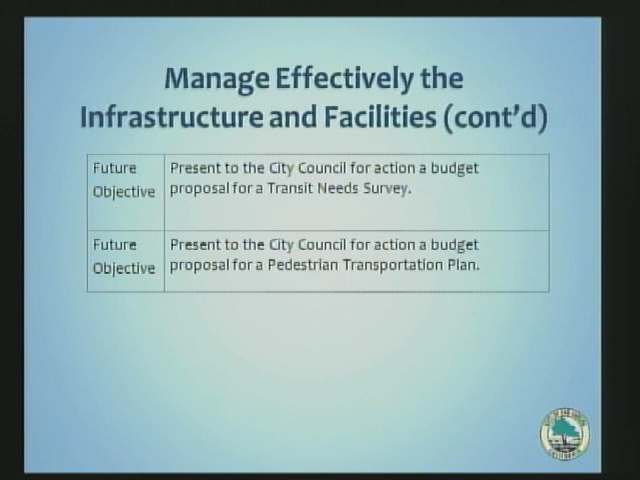 Manage Effectively the
Infrastructure and Facilities (cont'd)
Future
Objective
Present to the City Council for action a budget
proposal for a Transit Needs Survey.
Future
Objective
Present to the City Council for action a budget
proposal for a Pedestrian Transportation Plan.
CALIFORNIA